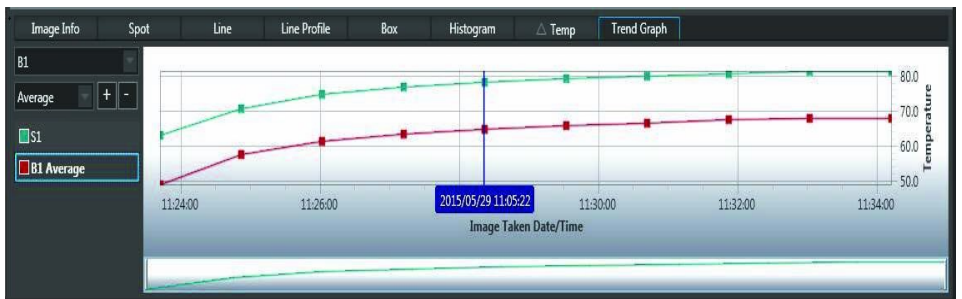 Image Info Spot Line Line Profile Box Histogram △ Temp Trend Graph
B1
Average + -
S1
B1 Average
80.0
70.0
60.0
50.0
Temperature
11:24:00 11:26:00 2015/05/29 11:05:22 11:30:00 11:32:00 11:34:00
Image Taken Date/Time